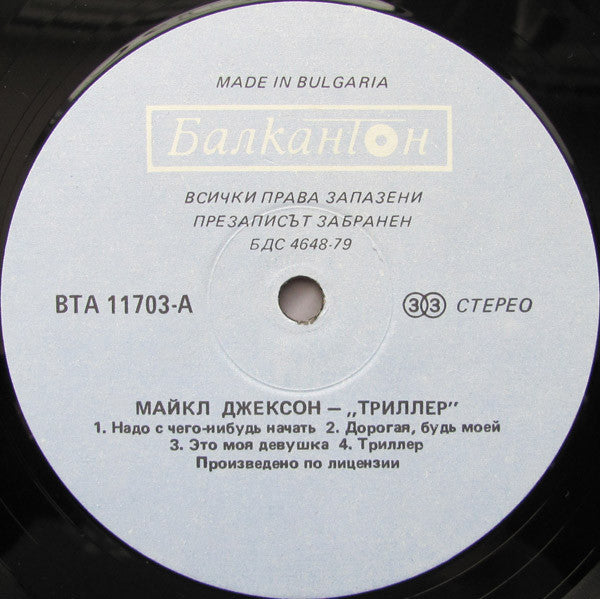 MADE IN BULGARIA
Балкантон
ВСИЧКИ ПРАВА ЗАПАЗЕНИ
ПРЕЗАПИСЪТ ЗАБРАНЕН
БДС 4648-79
ВТА 11703-А
33 СТЕРЕО
МАЙКЛ ДЖЕКСОН – „ТРИЛЛЕР"
1. Надо с чего-нибудь начать 2. Дорогая, будь моей
3. Это моя девушка 4. Триллер
Произведено по лицензии